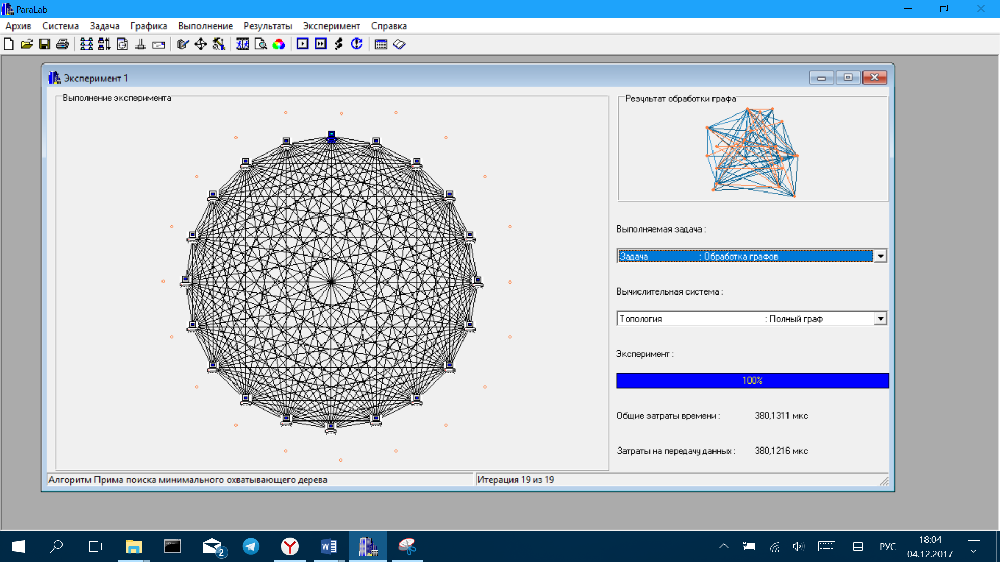 ParaLab
Архив Система Задача Графика Выполнение Результаты Эксперимент Справка
Эксперимент 1
Выполнение эксперимента
Результат обработки графа
Выполняемая задача :
Задача : Обработка графов
Вычислительная система :
Топология : Полный граф
Эксперимент :
100%
Общие затраты времени : 380,1311 мкс
Затраты на передачу данных : 380,1216 мкс
Алгоритм Прима поиска минимального охватывающего дерева
Итерация 19 из 19
2
РУС
18:04
04.12.2017